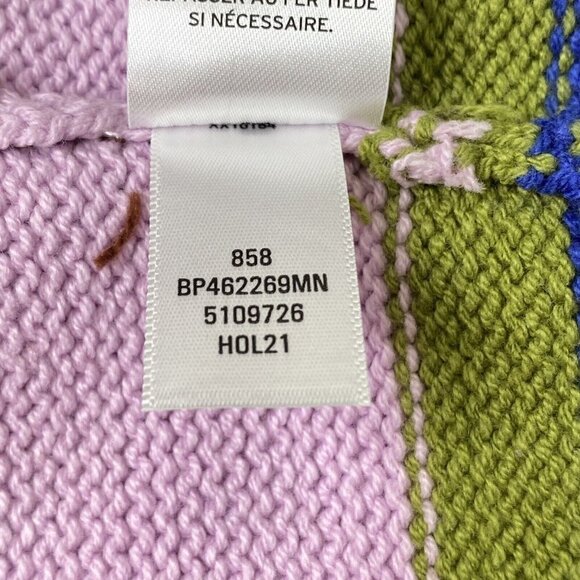 SI NÉCESSAIRE.
858
BP462269MN
5109726
HOL21